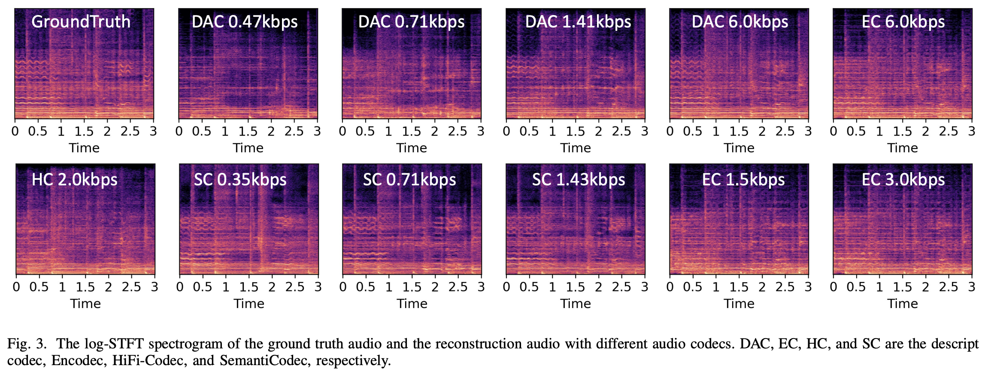 GroundTruth
DAC 0.47kbps
DAC 0.71kbps
DAC 1.41kbps
DAC 6.0kbps
EC 6.0kbps
0 0.5 1 1.5 2 2.5 3
0 0.5 1 1.5 2 2.5 3
0 0.5 1 1.5 2 2.5 3
0 0.5 1 1.5 2 2.5 3
0 0.5 1 1.5 2 2.5 3
0 0.5 1 1.5 2 2.5 3
Time
Time
Time
Time
Time
Time
HC 2.0kbps
SC 0.35kbps
SC 0.71kbps
SC 1.43kbps
EC 1.5kbps
EC 3.0kbps
0 0.5 1 1.5 2 2.5 3
0 0.5 1 1.5 2 2.5 3
0 0.5 1 1.5 2 2.5 3
0 0.5 1 1.5 2 2.5 3
0 0.5 1 1.5 2 2.5 3
0 0.5 1 1.5 2 2.5 3
Time
Time
Time
Time
Time
Time
Fig. 3. The log-STFT spectrogram of the ground truth audio and the reconstruction audio with different audio codecs. DAC, EC, HC, and SC are the descript
codec, Encodec, HiFi-Codec, and SemantiCodec, respectively.